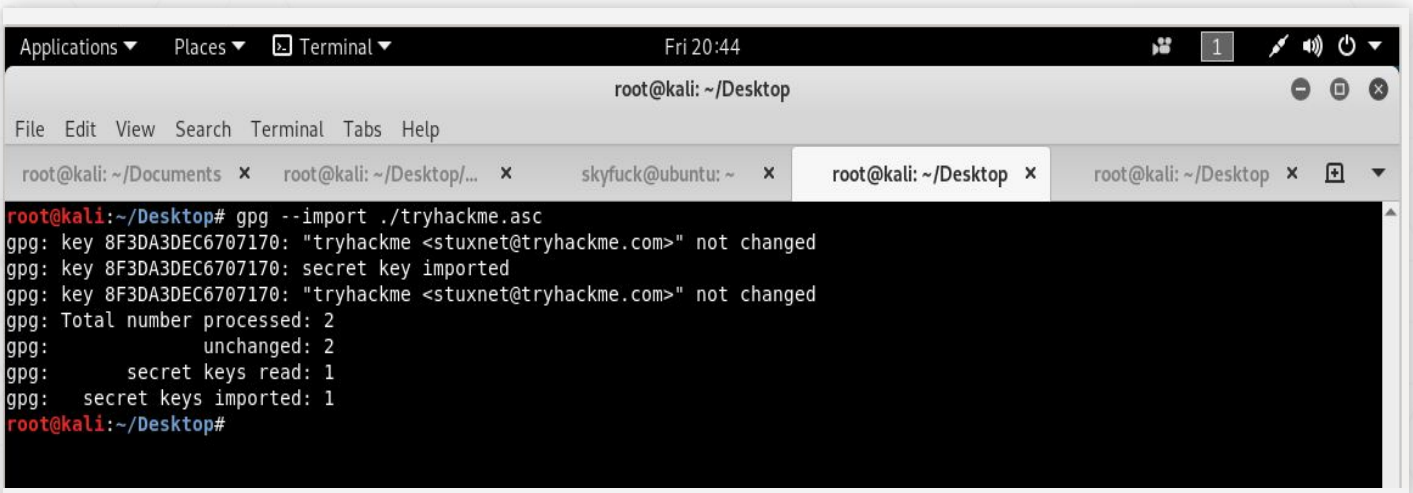 Applications Places Terminal Fri 20:44 1
root@kali: ~/Desktop
File Edit View Search Terminal Tabs Help
root@kali: ~/Documents × root@kali: ~/Desktop/... × skyfuck@ubuntu: ~ × root@kali: ~/Desktop × root@kali: ~/Desktop ×
root@kali:~/Desktop# gpg --import ./tryhackme.asc
gpg: key 8F3DA3DEC6707170: "tryhackme <stuxnet@tryhackme.com>" not changed
gpg: key 8F3DA3DEC6707170: secret key imported
gpg: key 8F3DA3DEC6707170: "tryhackme <stuxnet@tryhackme.com>" not changed
gpg: Total number processed: 2
gpg:              unchanged: 2
gpg:       secret keys read: 1
gpg:   secret keys imported: 1
root@kali:~/Desktop#